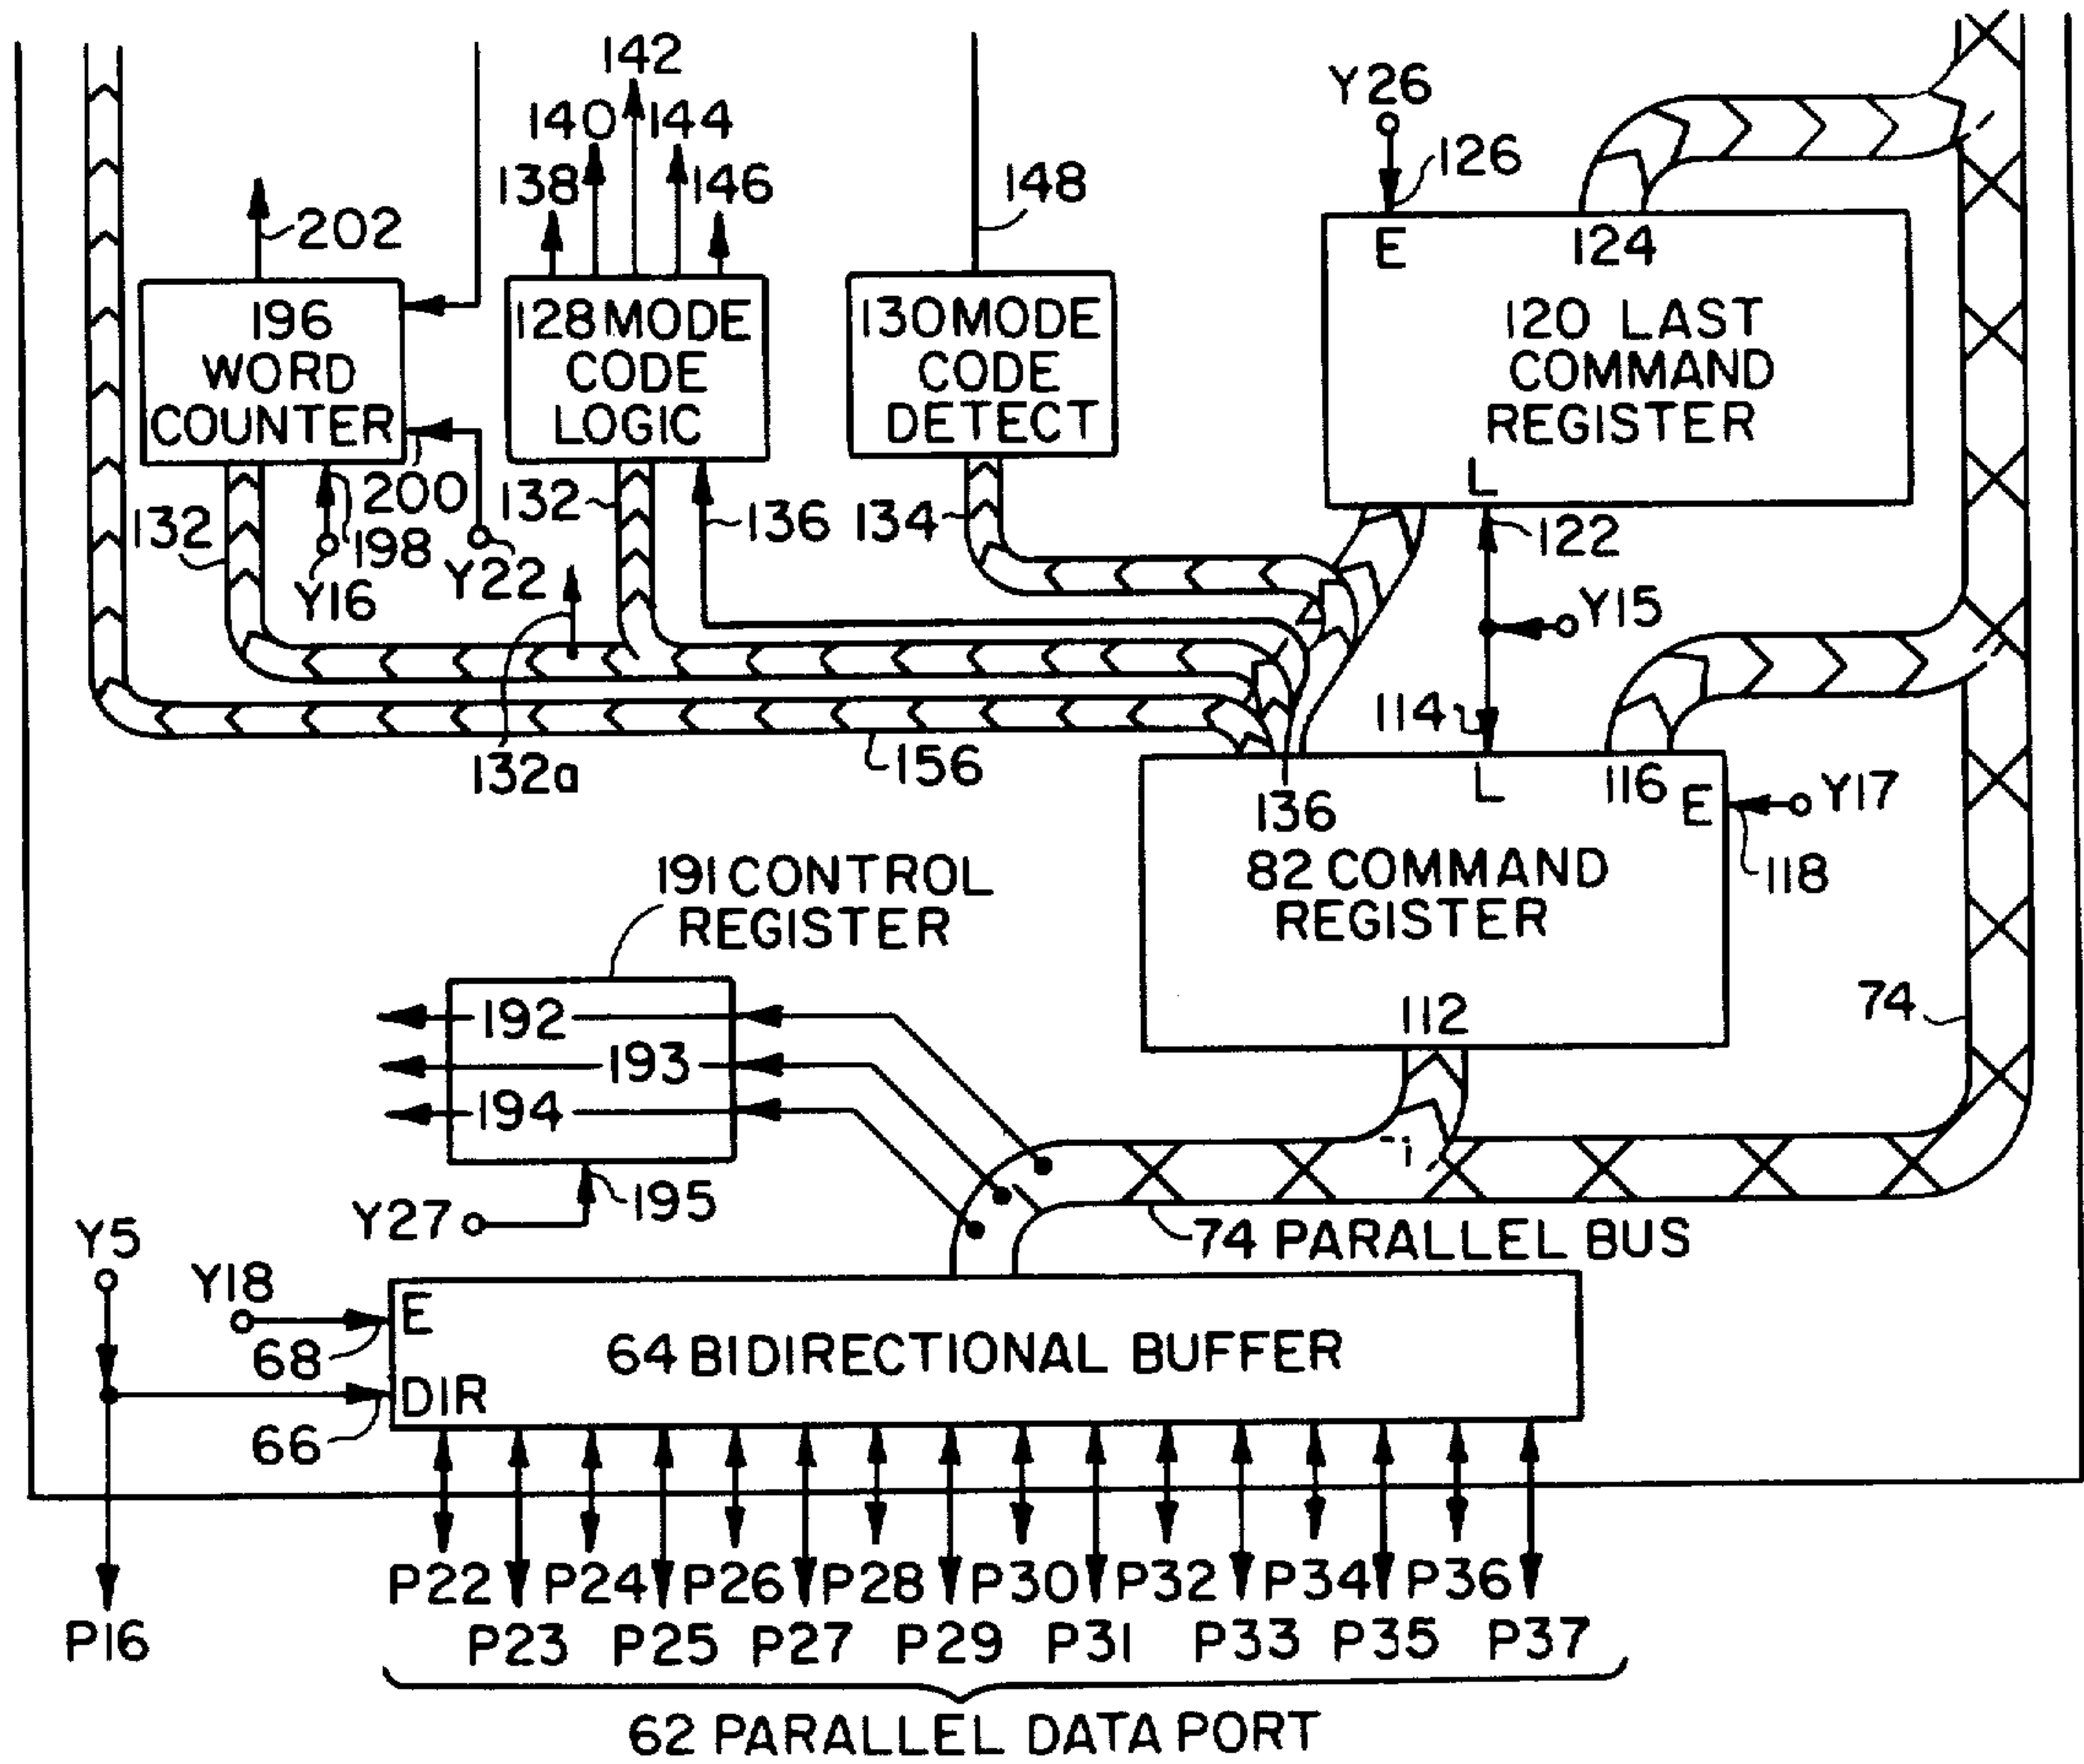 142
140 144
138 146
Y26
126
148
202
E 124
196
WORD
COUNTER
128 MODE
CODE
LOGIC
130 MODE
CODE
DETECT
120 LAST
COMMAND
REGISTER
L
132 200 132 136 134 122
198
Y16 Y22 Y15
114
132a 156
136 L 116 E Y17
118
82 COMMAND
REGISTER
191 CONTROL
REGISTER
112 74
192
193
194
195
Y27
74 PARALLEL BUS
Y5
Y18
E
68
64 BIDIRECTIONAL BUFFER
DIR
66
P22 P24 P26 P28 P30 P32 P34 P36
P16 P23 P25 P27 P29 P31 P33 P35 P37
62 PARALLEL DATA PORT